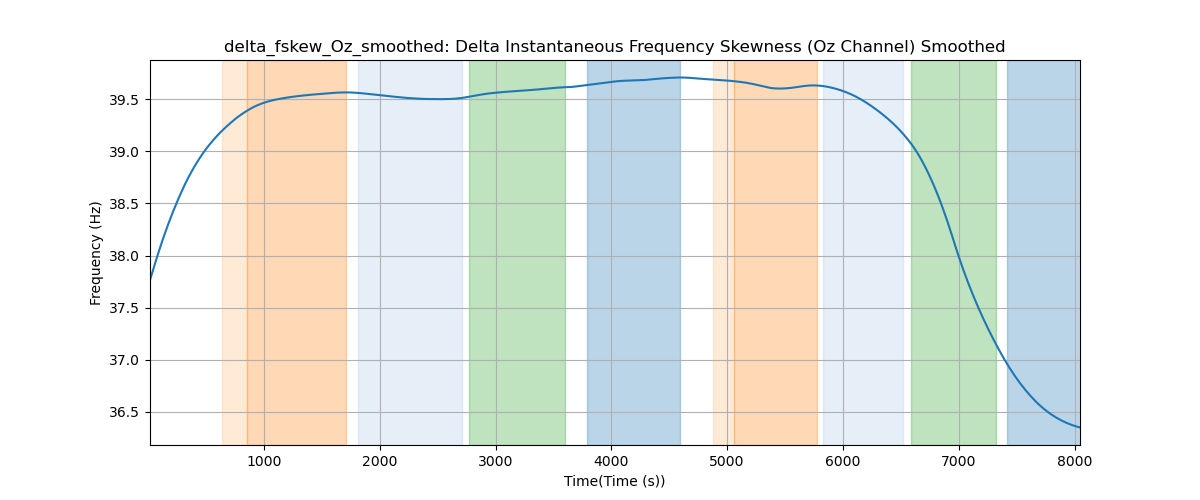 delta_fskew_Oz_smoothed: Delta Instantaneous Frequency Skewness (Oz Channel) Smoothed
Frequency (Hz)
39.5
39.0
38.5
38.0
37.5
37.0
36.5
1000 2000 3000 4000 5000 6000 7000 8000
Time(Time (s))